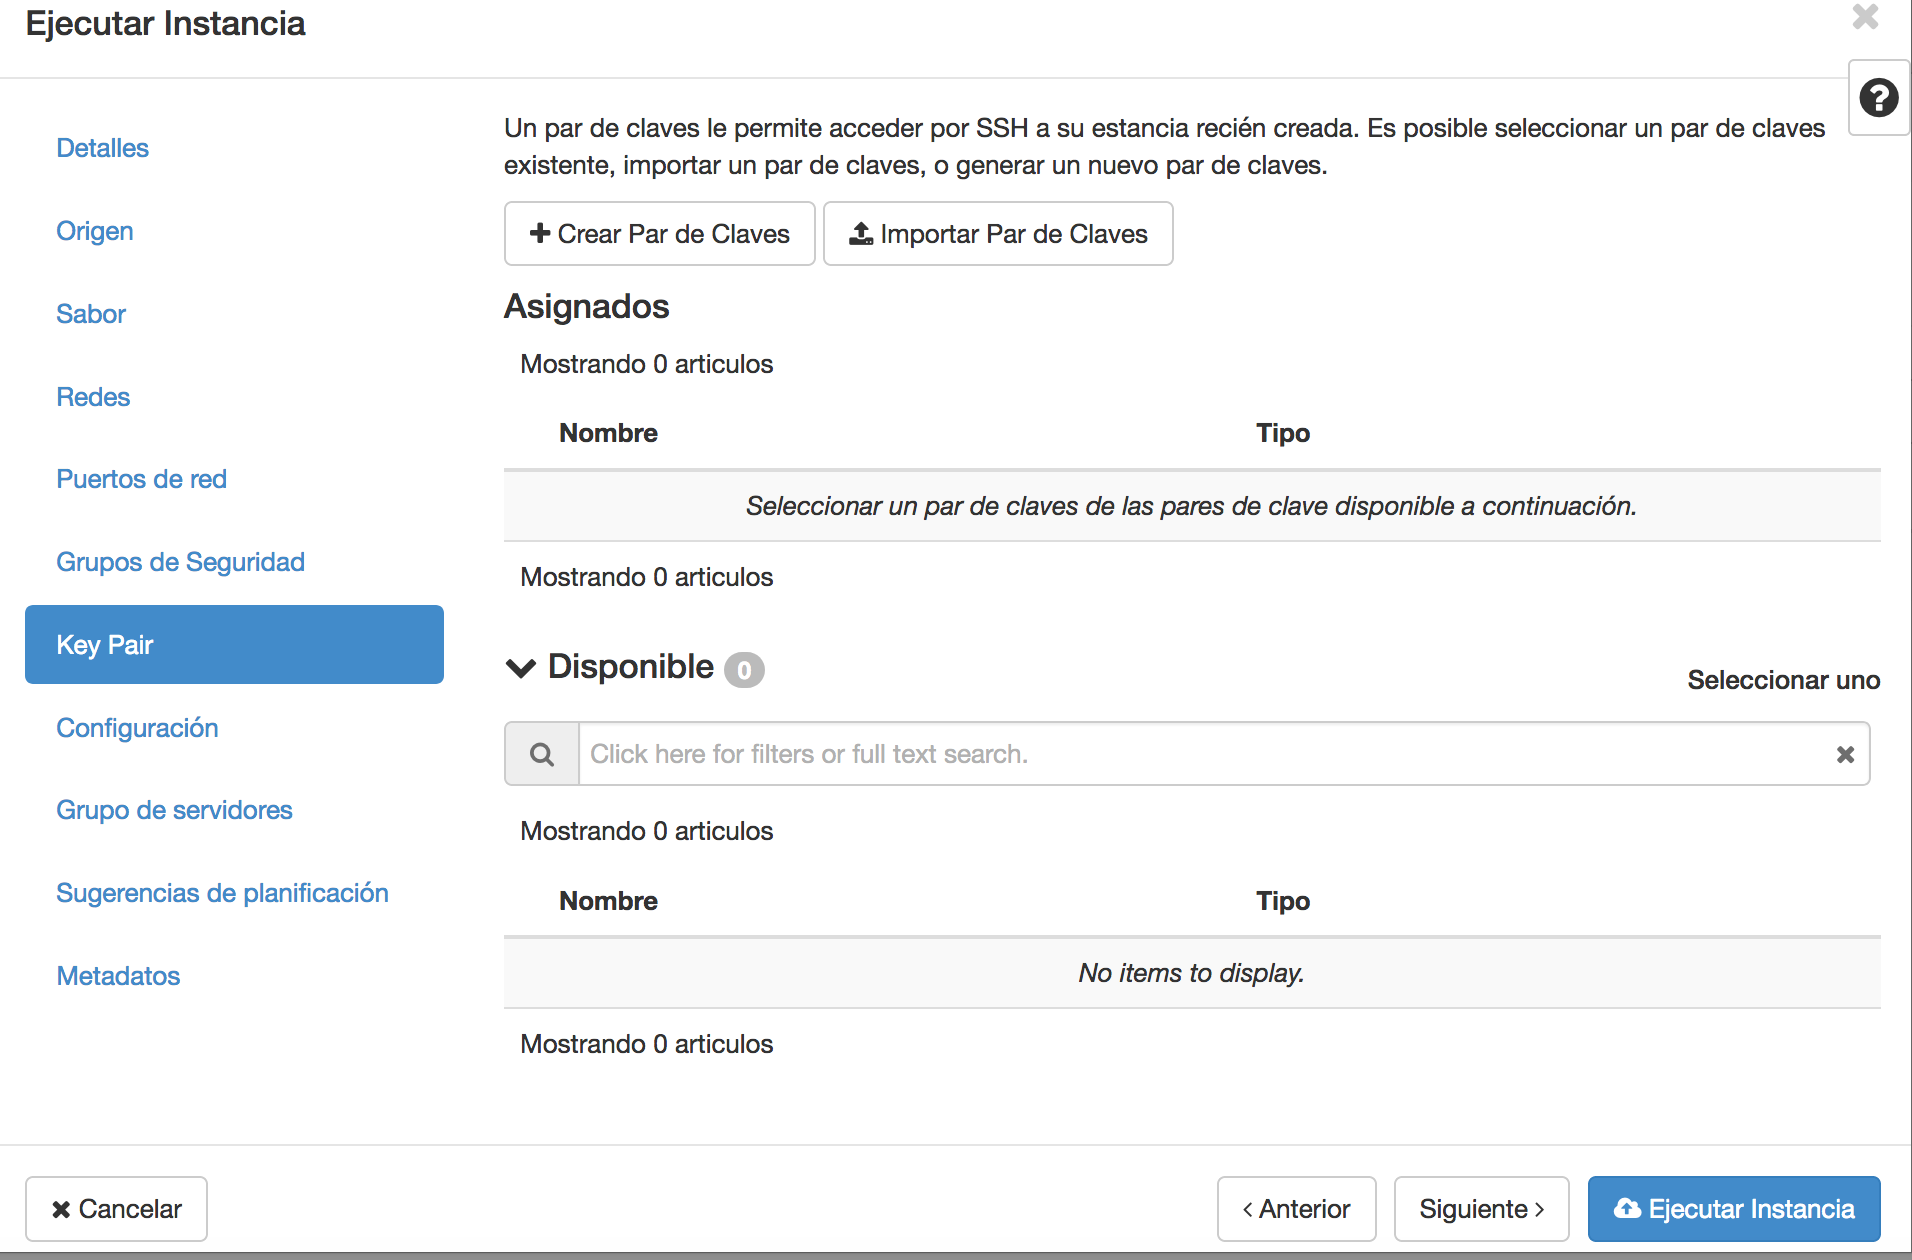 Ejecutar Instancia
Detalles
Origen
Sabor
Redes
Puertos de red
Grupos de Seguridad
Key Pair
Configuración
Grupo de servidores
Sugerencias de planificación
Metadatos
Un par de claves le permite acceder por SSH a su estancia recién creada. Es posible seleccionar un par de claves
existente, importar un par de claves, o generar un nuevo par de claves.
Crear Par de Claves
Importar Par de Claves
Asignados
Mostrando 0 articulos
Nombre Tipo
Seleccionar un par de claves de las pares de clave disponible a continuación.
Mostrando 0 articulos
Disponible 0
Seleccionar uno
Click here for filters or full text search.
Mostrando 0 articulos
Nombre Tipo
No items to display.
Mostrando 0 articulos
Cancelar
‹ Anterior
Siguiente ›
Ejecutar Instancia